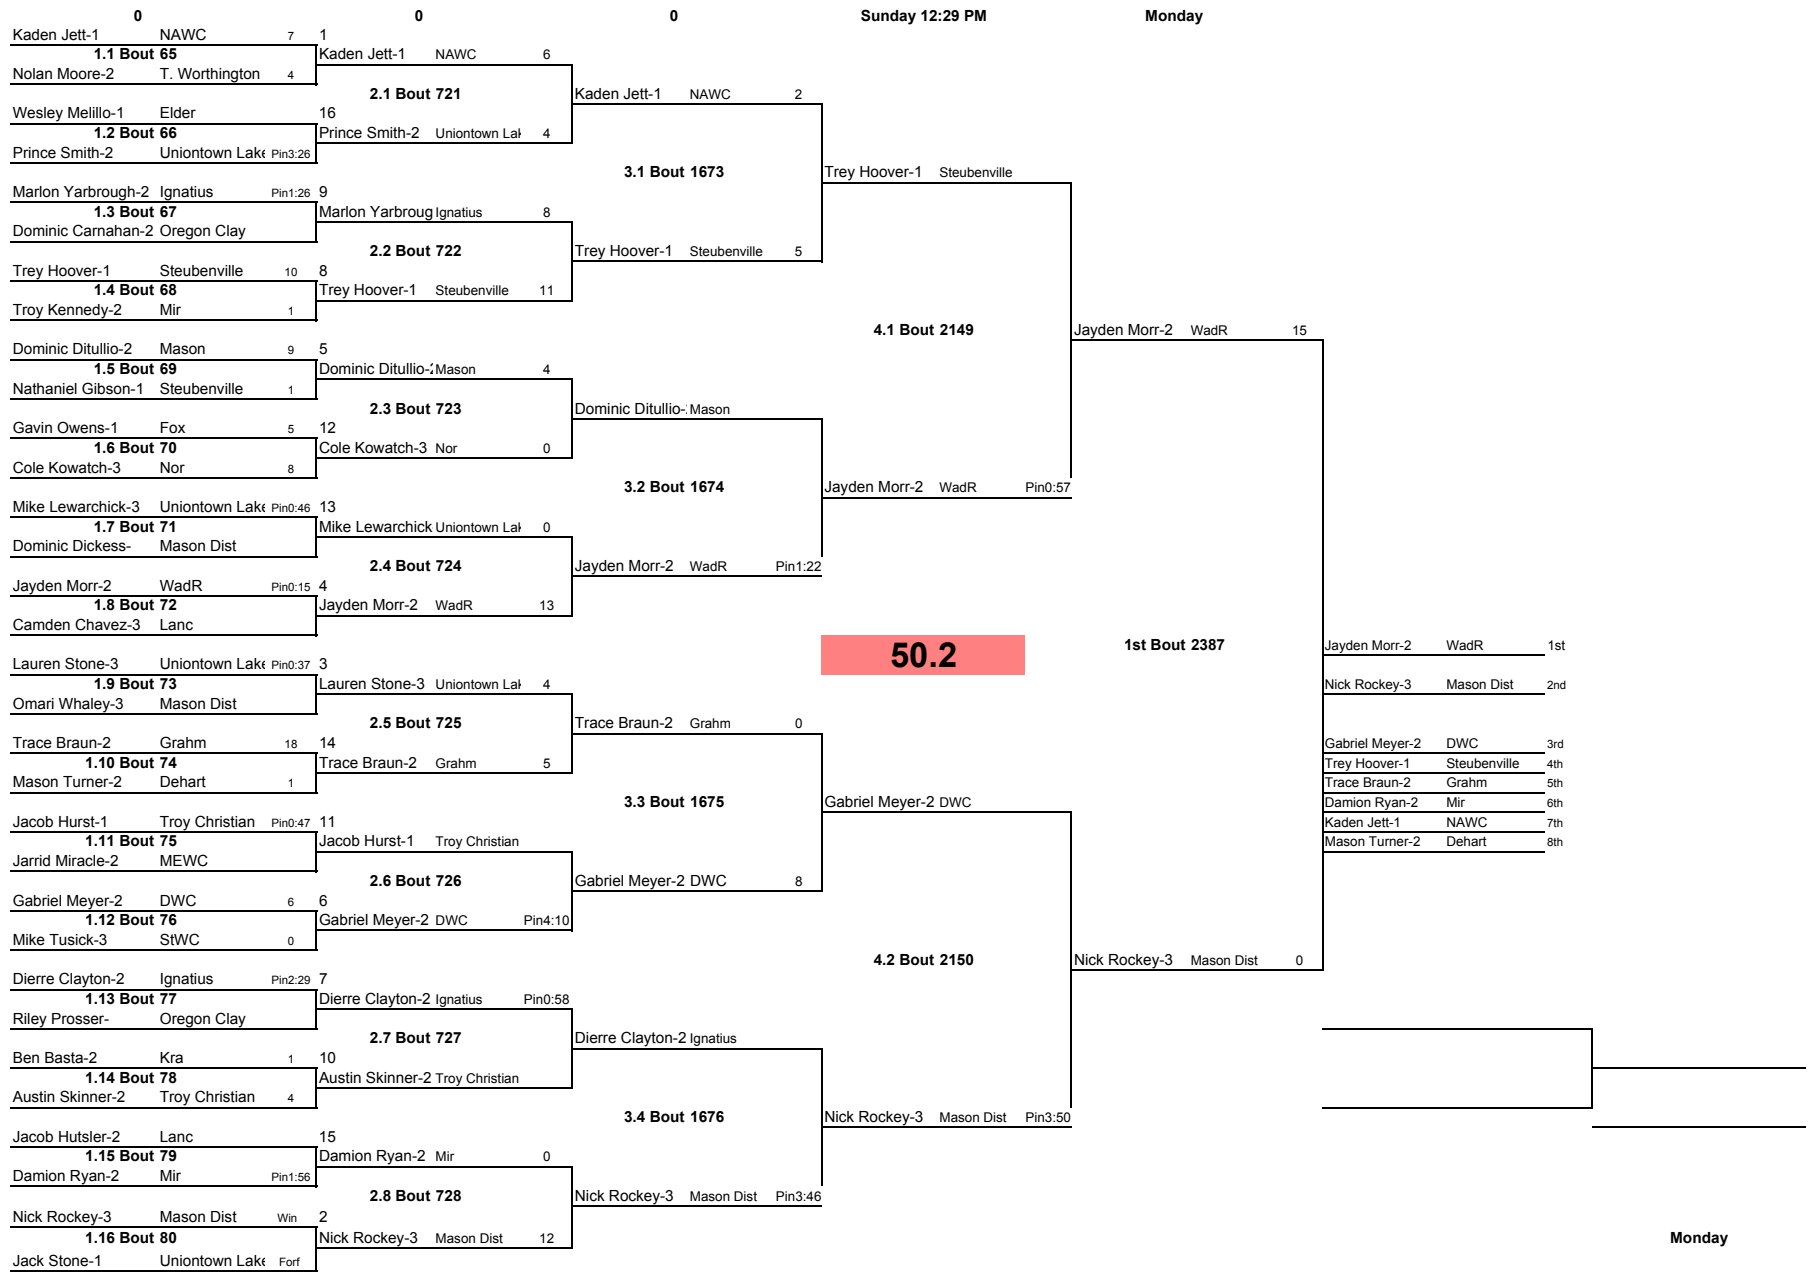 0 0 0 Sunday 12:29 PM Monday
Kaden Jett-1 NAWC 7 1
1.1 Bout 65 Kaden Jett-1 NAWC 6
Nolan Moore-2 T. Worthington 4
2.1 Bout 721 Kaden Jett-1 NAWC 2
Wesley Melillo-1 Elder 16
1.2 Bout 66 Prince Smith-2 Uniontown Lak 4
Prince Smith-2 Uniontown Lake Pin3:26
3.1 Bout 1673 Trey Hoover-1 Steubenville
Marlon Yarbrough-2 Ignatius Pin1:26 9
1.3 Bout 67 Marlon Yarbroug Ignatius 8
Dominic Carnahan-2 Oregon Clay
2.2 Bout 722 Trey Hoover-1 Steubenville 5
Trey Hoover-1 Steubenville 10 8
1.4 Bout 68 Trey Hoover-1 Steubenville 11
Troy Kennedy-2 Mir 1
4.1 Bout 2149 Jayden Morr-2 WadR 15
Dominic Ditullio-2 Mason 9 5
1.5 Bout 69 Dominic Ditullio-2 Mason 4
Nathaniel Gibson-1 Steubenville 1
2.3 Bout 723 Dominic Ditullio- Mason
Gavin Owens-1 Fox 5 12
1.6 Bout 70 Cole Kowatch-3 Nor 0
Cole Kowatch-3 Nor 8
3.2 Bout 1674 Jayden Morr-2 WadR Pin0:57
Mike Lewarchick-3 Uniontown Lake Pin0:46 13
1.7 Bout 71 Mike Lewarchick Uniontown Lak 0
Dominic Dickess- Mason Dist
2.4 Bout 724 Jayden Morr-2 WadR Pin1:22
Jayden Morr-2 WadR Pin0:15 4
1.8 Bout 72 Jayden Morr-2 WadR 13
Camden Chavez-3 Lanc
50.2 1st Bout 2387 Jayden Morr-2 WadR 1st
Lauren Stone-3 Uniontown Lake Pin0:37 3
1.9 Bout 73 Lauren Stone-3 Uniontown Lak 4 Nick Rockey-3 Mason Dist 2nd
Omari Whaley-3 Mason Dist
2.5 Bout 725 Trace Braun-2 Grahm 0
Trace Braun-2 Grahm 18 14 Gabriel Meyer-2 DWC 3rd
1.10 Bout 74 Trace Braun-2 Grahm 5 Trey Hoover-1 Steubenville 4th
Mason Turner-2 Dehart 1 Trace Braun-2 Grahm 5th
3.3 Bout 1675 Gabriel Meyer-2 DWC Damion Ryan-2 Mir 6th
Jacob Hurst-1 Troy Christian Pin0:47 11 Kaden Jett-1 NAWC 7th
1.11 Bout 75 Jacob Hurst-1 Troy Christian Mason Turner-2 Dehart 8th
Jarrid Miracle-2 MEWC
2.6 Bout 726 Gabriel Meyer-2 DWC 8
Gabriel Meyer-2 DWC 6 6
1.12 Bout 76 Gabriel Meyer-2 DWC Pin4:10
Mike Tusick-3 StWC 0
4.2 Bout 2150 Nick Rockey-3 Mason Dist 0
Dierre Clayton-2 Ignatius Pin2:29 7
1.13 Bout 77 Dierre Clayton-2 Ignatius Pin0:58
Riley Prosser- Oregon Clay
2.7 Bout 727 Dierre Clayton-2 Ignatius
Ben Basta-2 Kra 1 10
1.14 Bout 78 Austin Skinner-2 Troy Christian
Austin Skinner-2 Troy Christian 4
3.4 Bout 1676 Nick Rockey-3 Mason Dist Pin3:50
Jacob Hutsler-2 Lanc 15
1.15 Bout 79 Damion Ryan-2 Mir 0
Damion Ryan-2 Mir Pin1:56
2.8 Bout 728 Nick Rockey-3 Mason Dist Pin3:46
Nick Rockey-3 Mason Dist Win 2
1.16 Bout 80 Nick Rockey-3 Mason Dist 12 Monday
Jack Stone-1 Uniontown Lake Forf